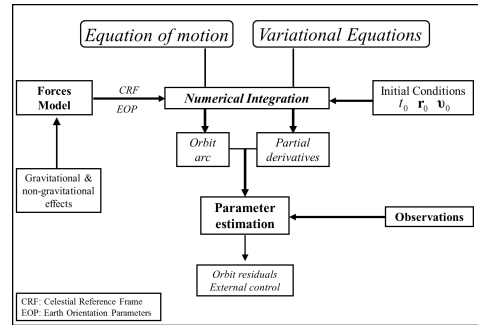 Equation of motion
Variational Equations
Forces
Model
CRF
EOP
Numerical Integration
Initial Conditions
t₀ r₀ υ₀
Orbit
arc
Partial
derivatives
Gravitational &
non-gravitational
effects
Parameter
estimation
Observations
Orbit residuals
External control
CRF: Celestial Reference Frame
EOP: Earth Orientation Parameters